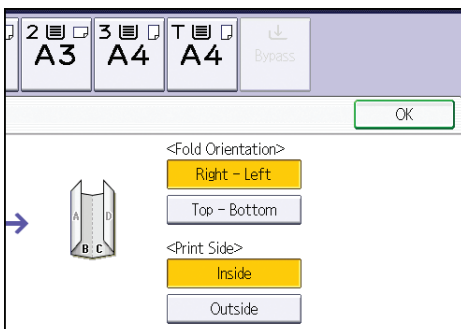 2 3 T
A3 A4 A4 Bypass
OK
<Fold Orientation>
Right - Left
Top - Bottom
<Print Side>
Inside
Outside
A D
B C